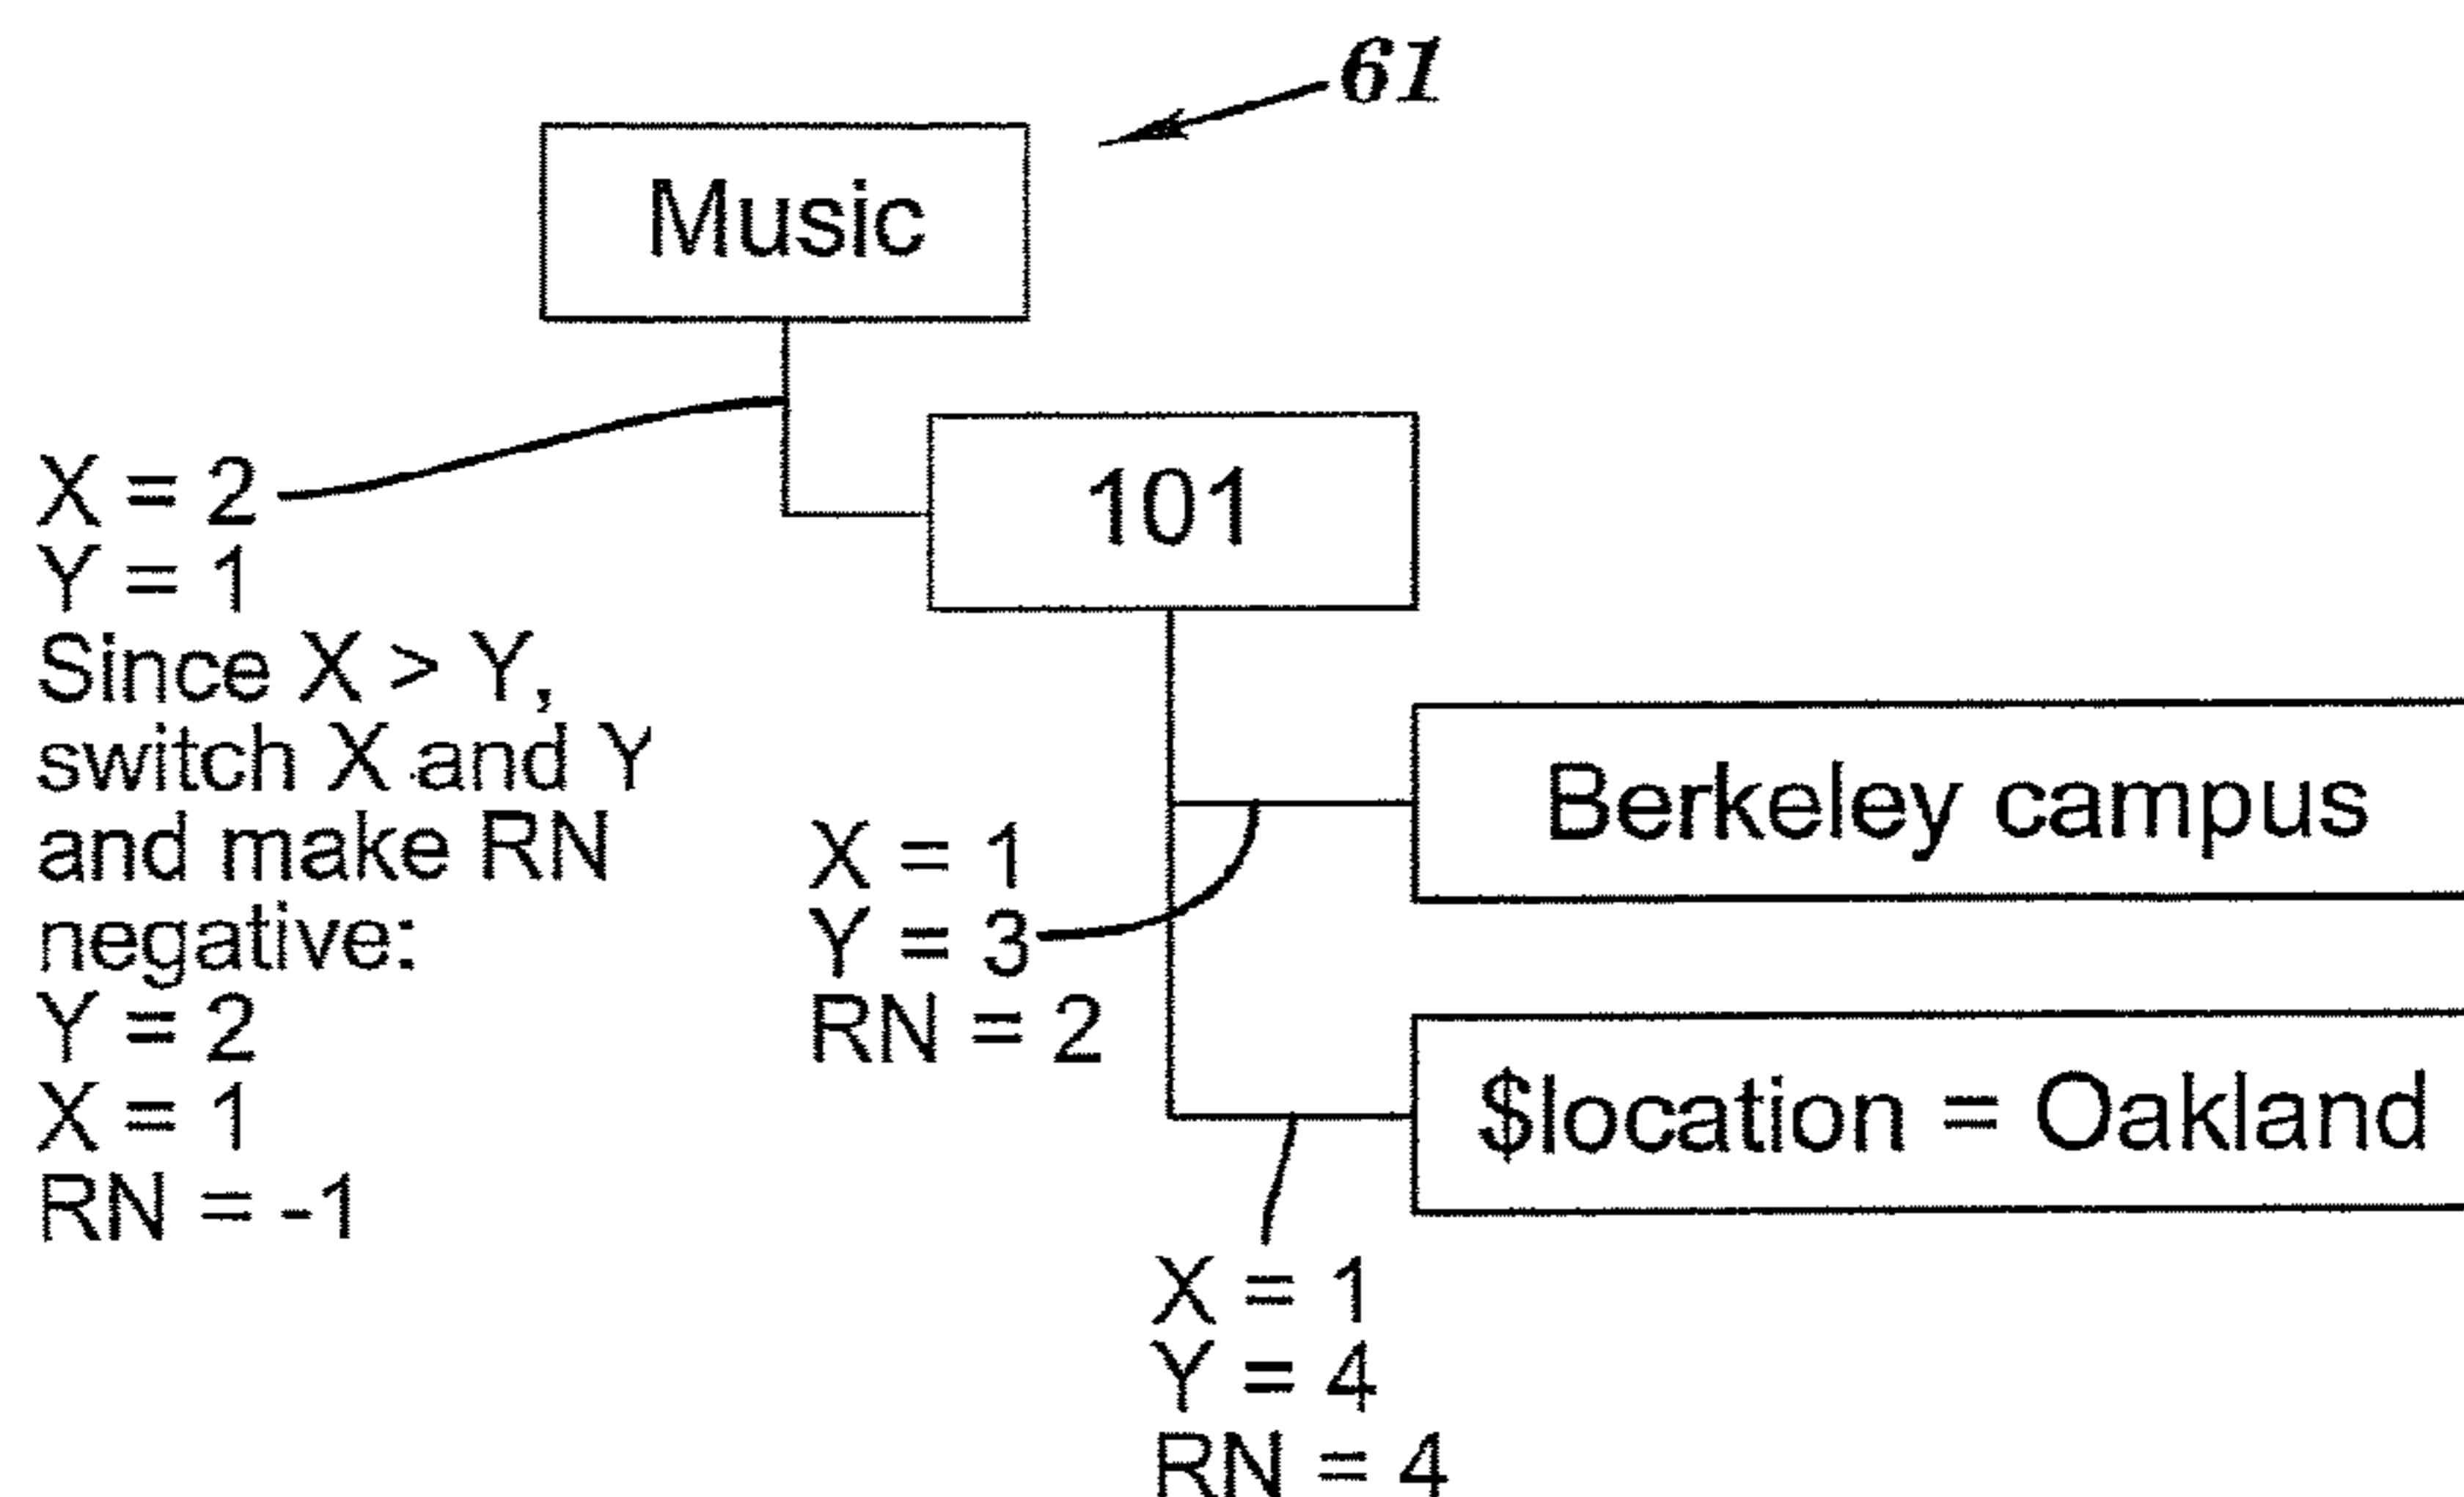 61
Music
101
X = 2
Y = 1
Since X > Y,
switch X and Y
and make RN
negative:
Y = 2
X = 1
RN = -1
Berkeley campus
X = 1
Y = 3
RN = 2
$location = Oakland
X = 1
Y = 4
RN = 4